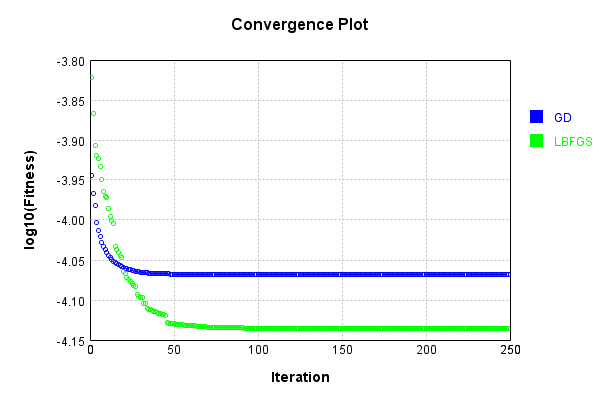 Convergence Plot
-3.80
-3.85
-3.90
-3.95
-4.00
-4.05
-4.10
-4.15
log10(Fitness)
0 50 100 150 200 250
Iteration
GD
LBFGS